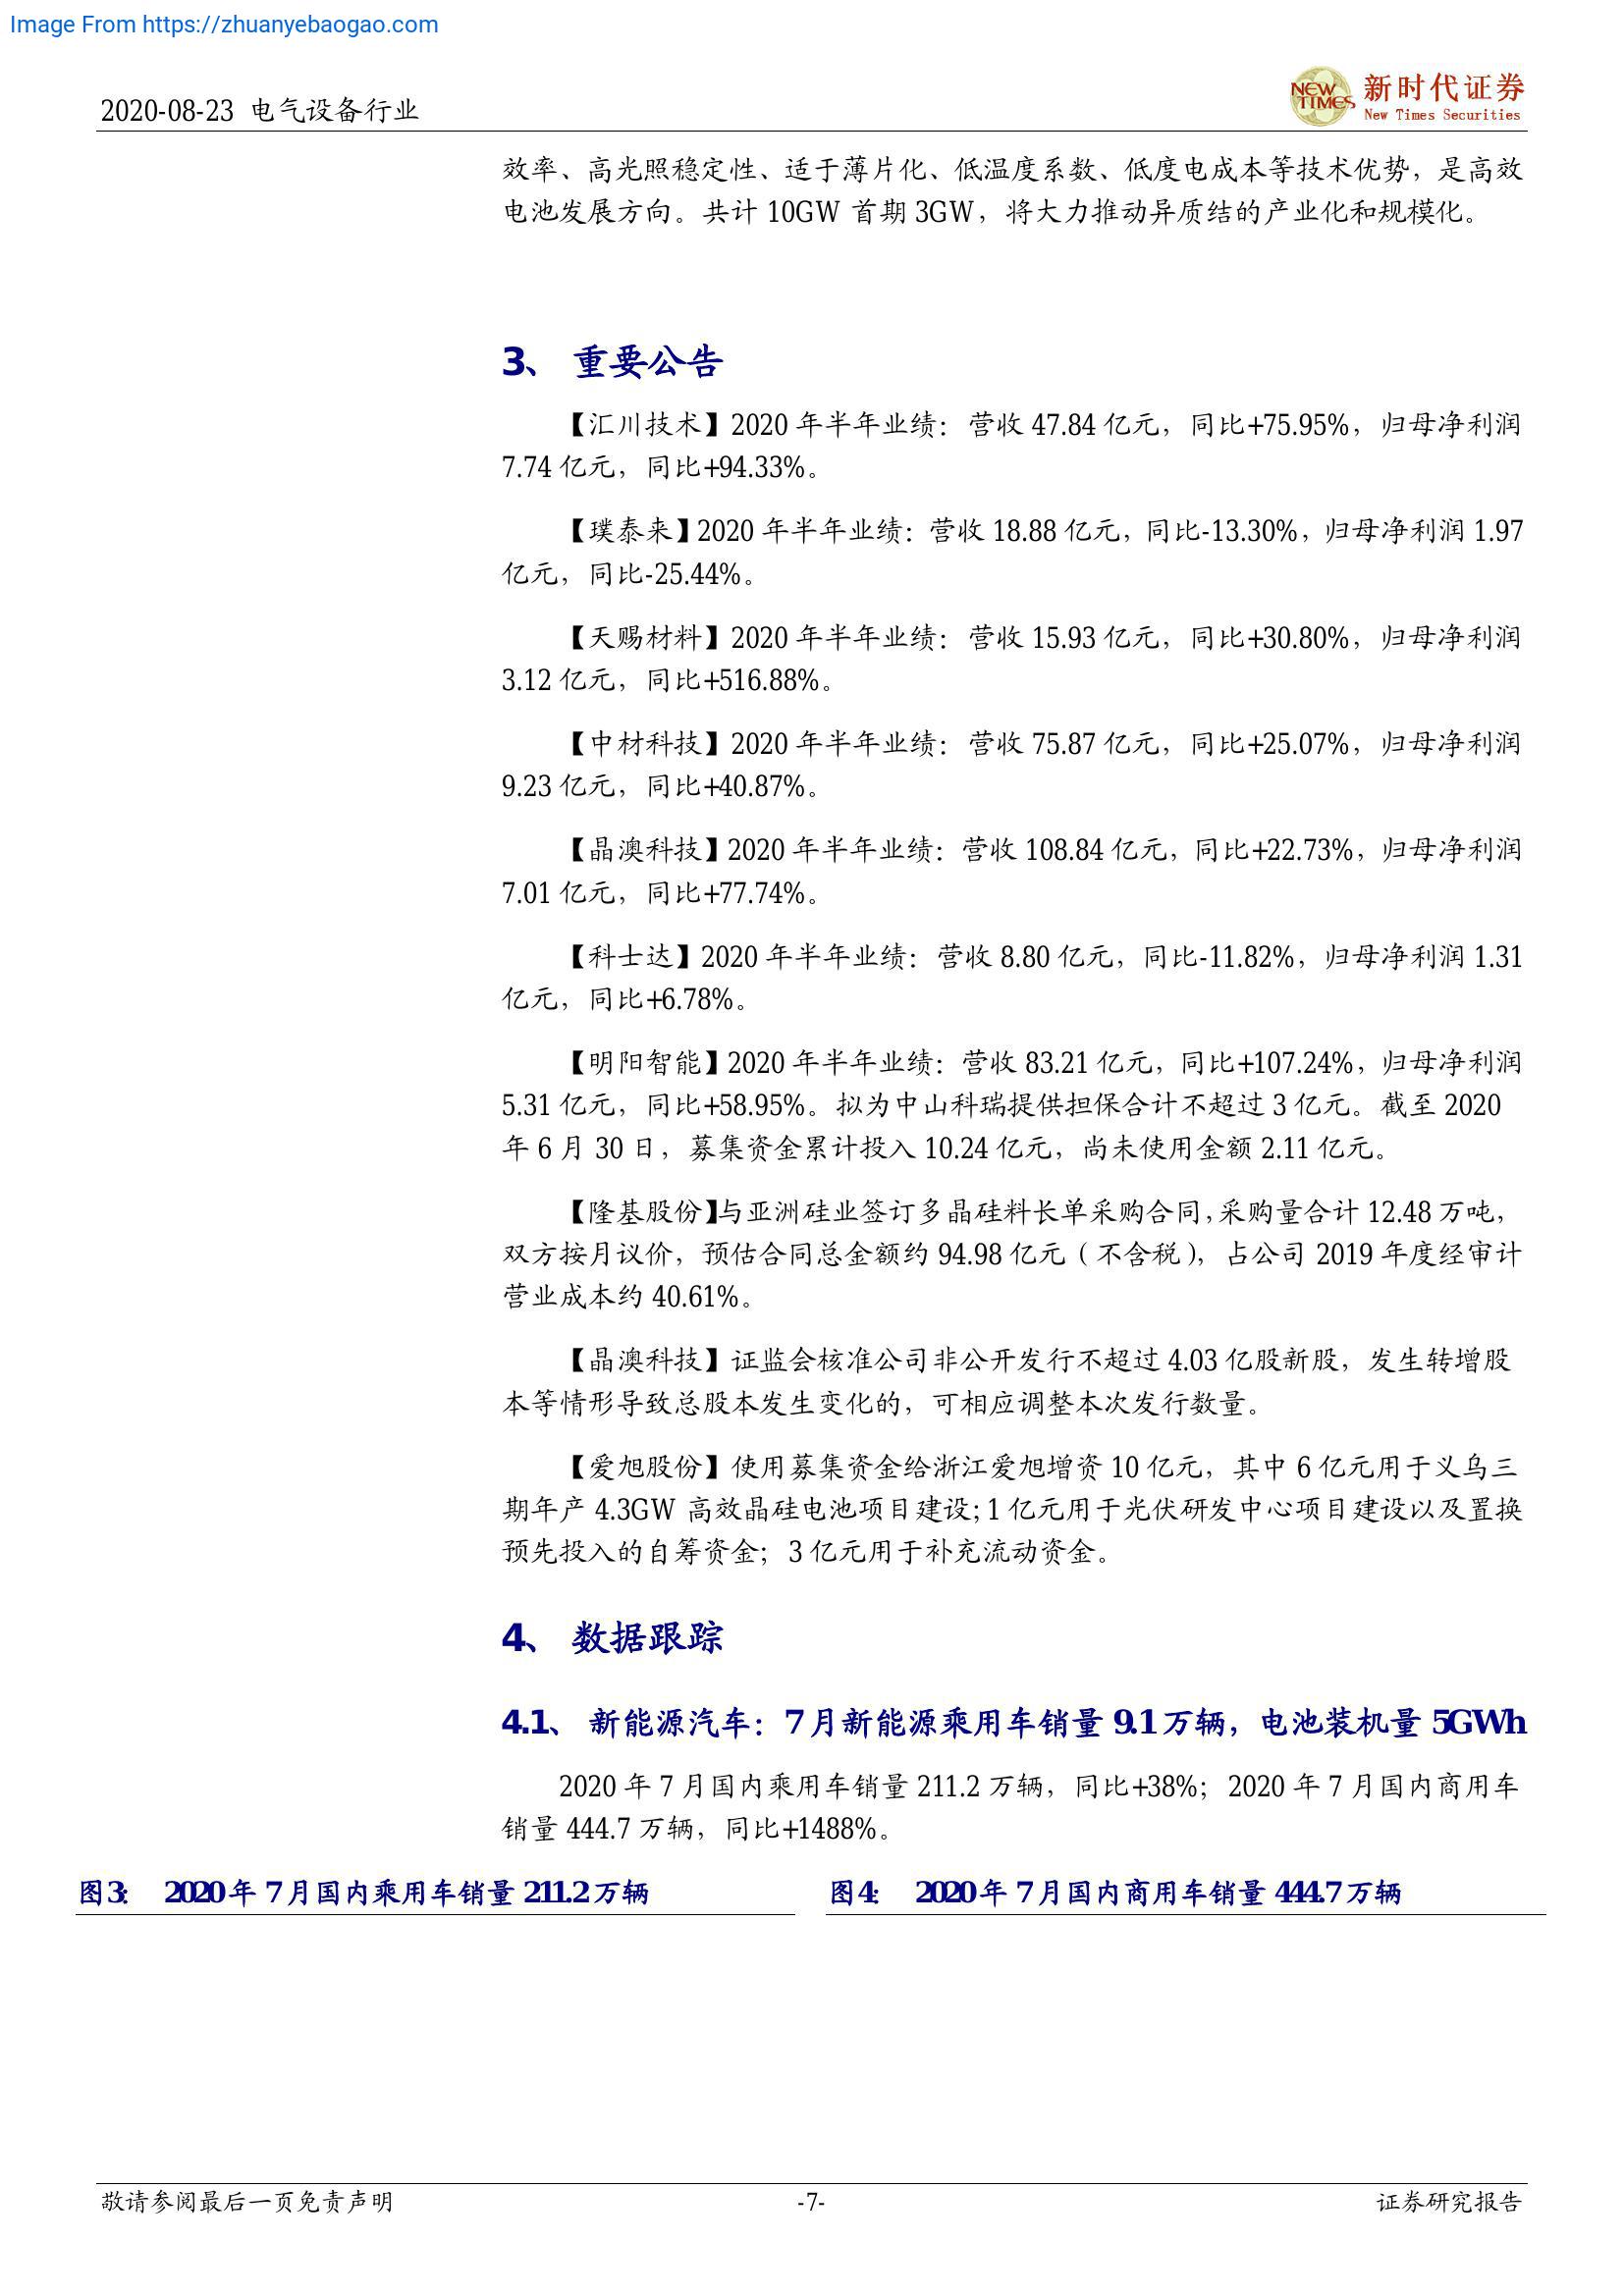 Image From https://zhuanyebaogao.com
2020-08-23 电气设备行业
NEW TIMES
新时代证券
New Times Securities
效率、高光照稳定性、适于薄片化、低温度系数、低度电成本等技术优势，是高效
电池发展方向。共计 10GW 首期 3GW，将大力推动异质结的产业化和规模化。
3、 重要公告
【汇川技术】2020 年半年业绩：营收 47.84 亿元，同比+75.95%，归母净利润
7.74 亿元，同比+94.33%。
【璞泰来】2020 年半年业绩：营收 18.88 亿元，同比-13.30%，归母净利润 1.97
亿元，同比-25.44%。
【天赐材料】2020 年半年业绩：营收 15.93 亿元，同比+30.80%，归母净利润
3.12 亿元，同比+516.88%。
【中材科技】2020 年半年业绩：营收 75.87 亿元，同比+25.07%，归母净利润
9.23 亿元，同比+40.87%。
【晶澳科技】2020 年半年业绩：营收 108.84 亿元，同比+22.73%，归母净利润
7.01 亿元，同比+77.74%。
【科士达】2020 年半年业绩：营收 8.80 亿元，同比-11.82%，归母净利润 1.31
亿元，同比+6.78%。
【明阳智能】2020 年半年业绩：营收 83.21 亿元，同比+107.24%，归母净利润
5.31 亿元，同比+58.95%。拟为中山科瑞提供担保合计不超过 3 亿元。截至 2020
年 6 月 30 日，募集资金累计投入 10.24 亿元，尚未使用金额 2.11 亿元。
【隆基股份】与亚洲硅业签订多晶硅料长单采购合同，采购量合计 12.48 万吨，
双方按月议价，预估合同总金额约 94.98 亿元（不含税），占公司 2019 年度经审计
营业成本约 40.61%。
【晶澳科技】证监会核准公司非公开发行不超过 4.03 亿股新股，发生转增股
本等情形导致总股本发生变化的，可相应调整本次发行数量。
【爱旭股份】使用募集资金给浙江爱旭增资 10 亿元，其中 6 亿元用于义乌三
期年产 4.3GW 高效晶硅电池项目建设；1 亿元用于光伏研发中心项目建设以及置换
预先投入的自筹资金；3 亿元用于补充流动资金。
4、 数据跟踪
4.1、 新能源汽车：7 月新能源乘用车销量 9.1 万辆，电池装机量 5GWh
2020 年 7 月国内乘用车销量 211.2 万辆，同比+38%；2020 年 7 月国内商用车
销量 444.7 万辆，同比+1488%。
图 3： 2020 年 7 月国内乘用车销量 211.2 万辆
图 4： 2020 年 7 月国内商用车销量 444.7 万辆
敬请参阅最后一页免责声明
-7-
证券研究报告